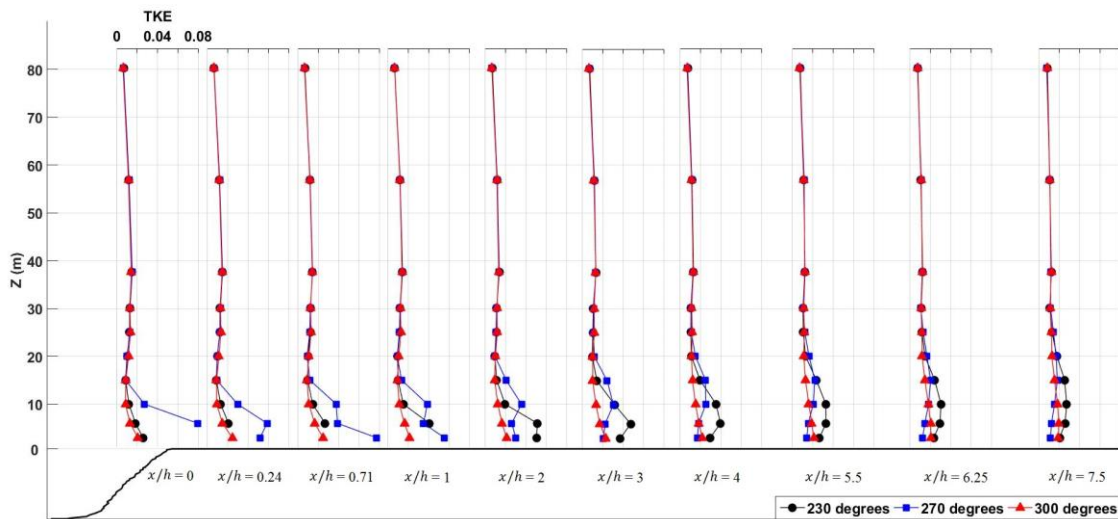 TKE
0 0.04 0.08
80
70
60
50
Z (m)
40
30
20
10
0
x/h = 0 x/h = 0.24 x/h = 0.71 x/h = 1 x/h = 2 x/h = 3 x/h = 4 x/h = 5.5 x/h = 6.25 x/h = 7.5
230 degrees 270 degrees 300 degrees